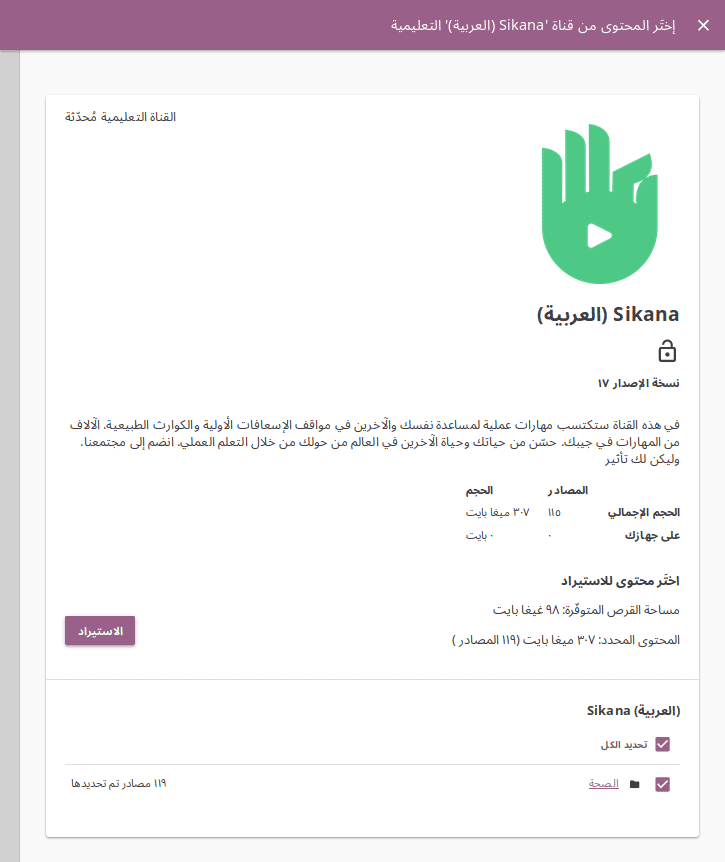 إختَر المحتوى من قناة 'Sikana (العربية)' التعليمية
القناة التعليمية مُحدّثة
Sikana (العربية)
نسخة الإصدار ١٧
في هذه القناة ستكتسب مهارات عملية لمساعدة نفسك والآخرين في مواقف الإسعافات الأولية والكوارث الطبيعية. الآلاف
من المهارات في جيبك. حسّن من حياتك وحياة الآخرين في العالم من حولك من خلال التعلم العملي. انضم إلى مجتمعنا.
وليكن لك تأثير
المصادر الحجم
الحجم الإجمالي ١١٥ ٣٠٧ ميغا بايت
على جهازك ٠ ٠ بايت
اختَر محتوى للاستيراد
مساحة القرص المتوفّرة: ٩٨ غيغا بايت
المحتوى المحدد: ٣٠٧ ميغا بايت (١١٩ المصادر )
الاستيراد
Sikana (العربية)
تحديد الكل
الصحة ١١٩ مصادر تم تحديدها